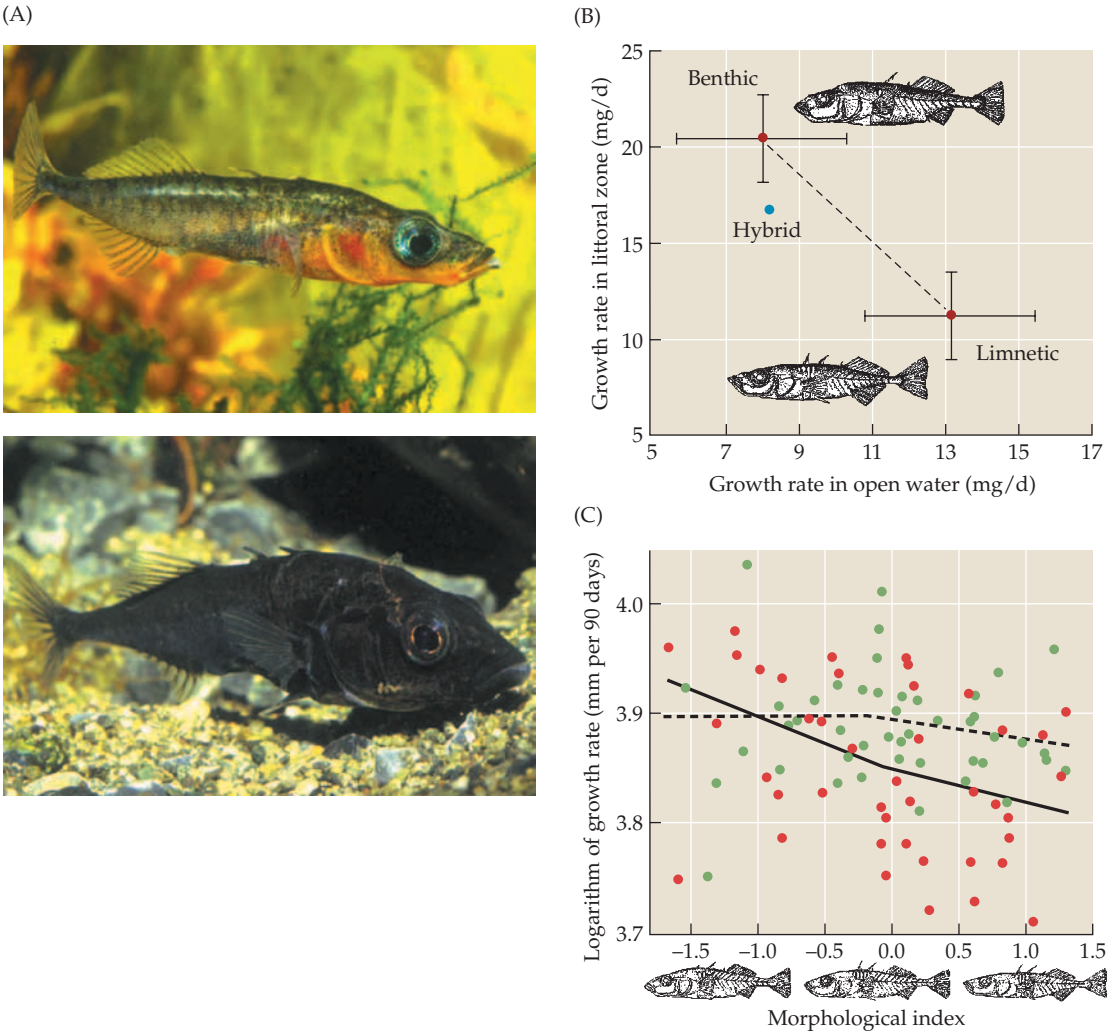 (A)
(B)
Growth rate in littoral zone (mg/d)
25
20
15
10
5
Benthic
Hybrid
Limnetic
5 7 9 11 13 15 17
Growth rate in open water (mg/d)
(C)
Logarithm of growth rate (mm per 90 days)
4.0
3.9
3.8
3.7
–1.5 –1.0 –0.5 0.0 0.5 1.0 1.5
Morphological index